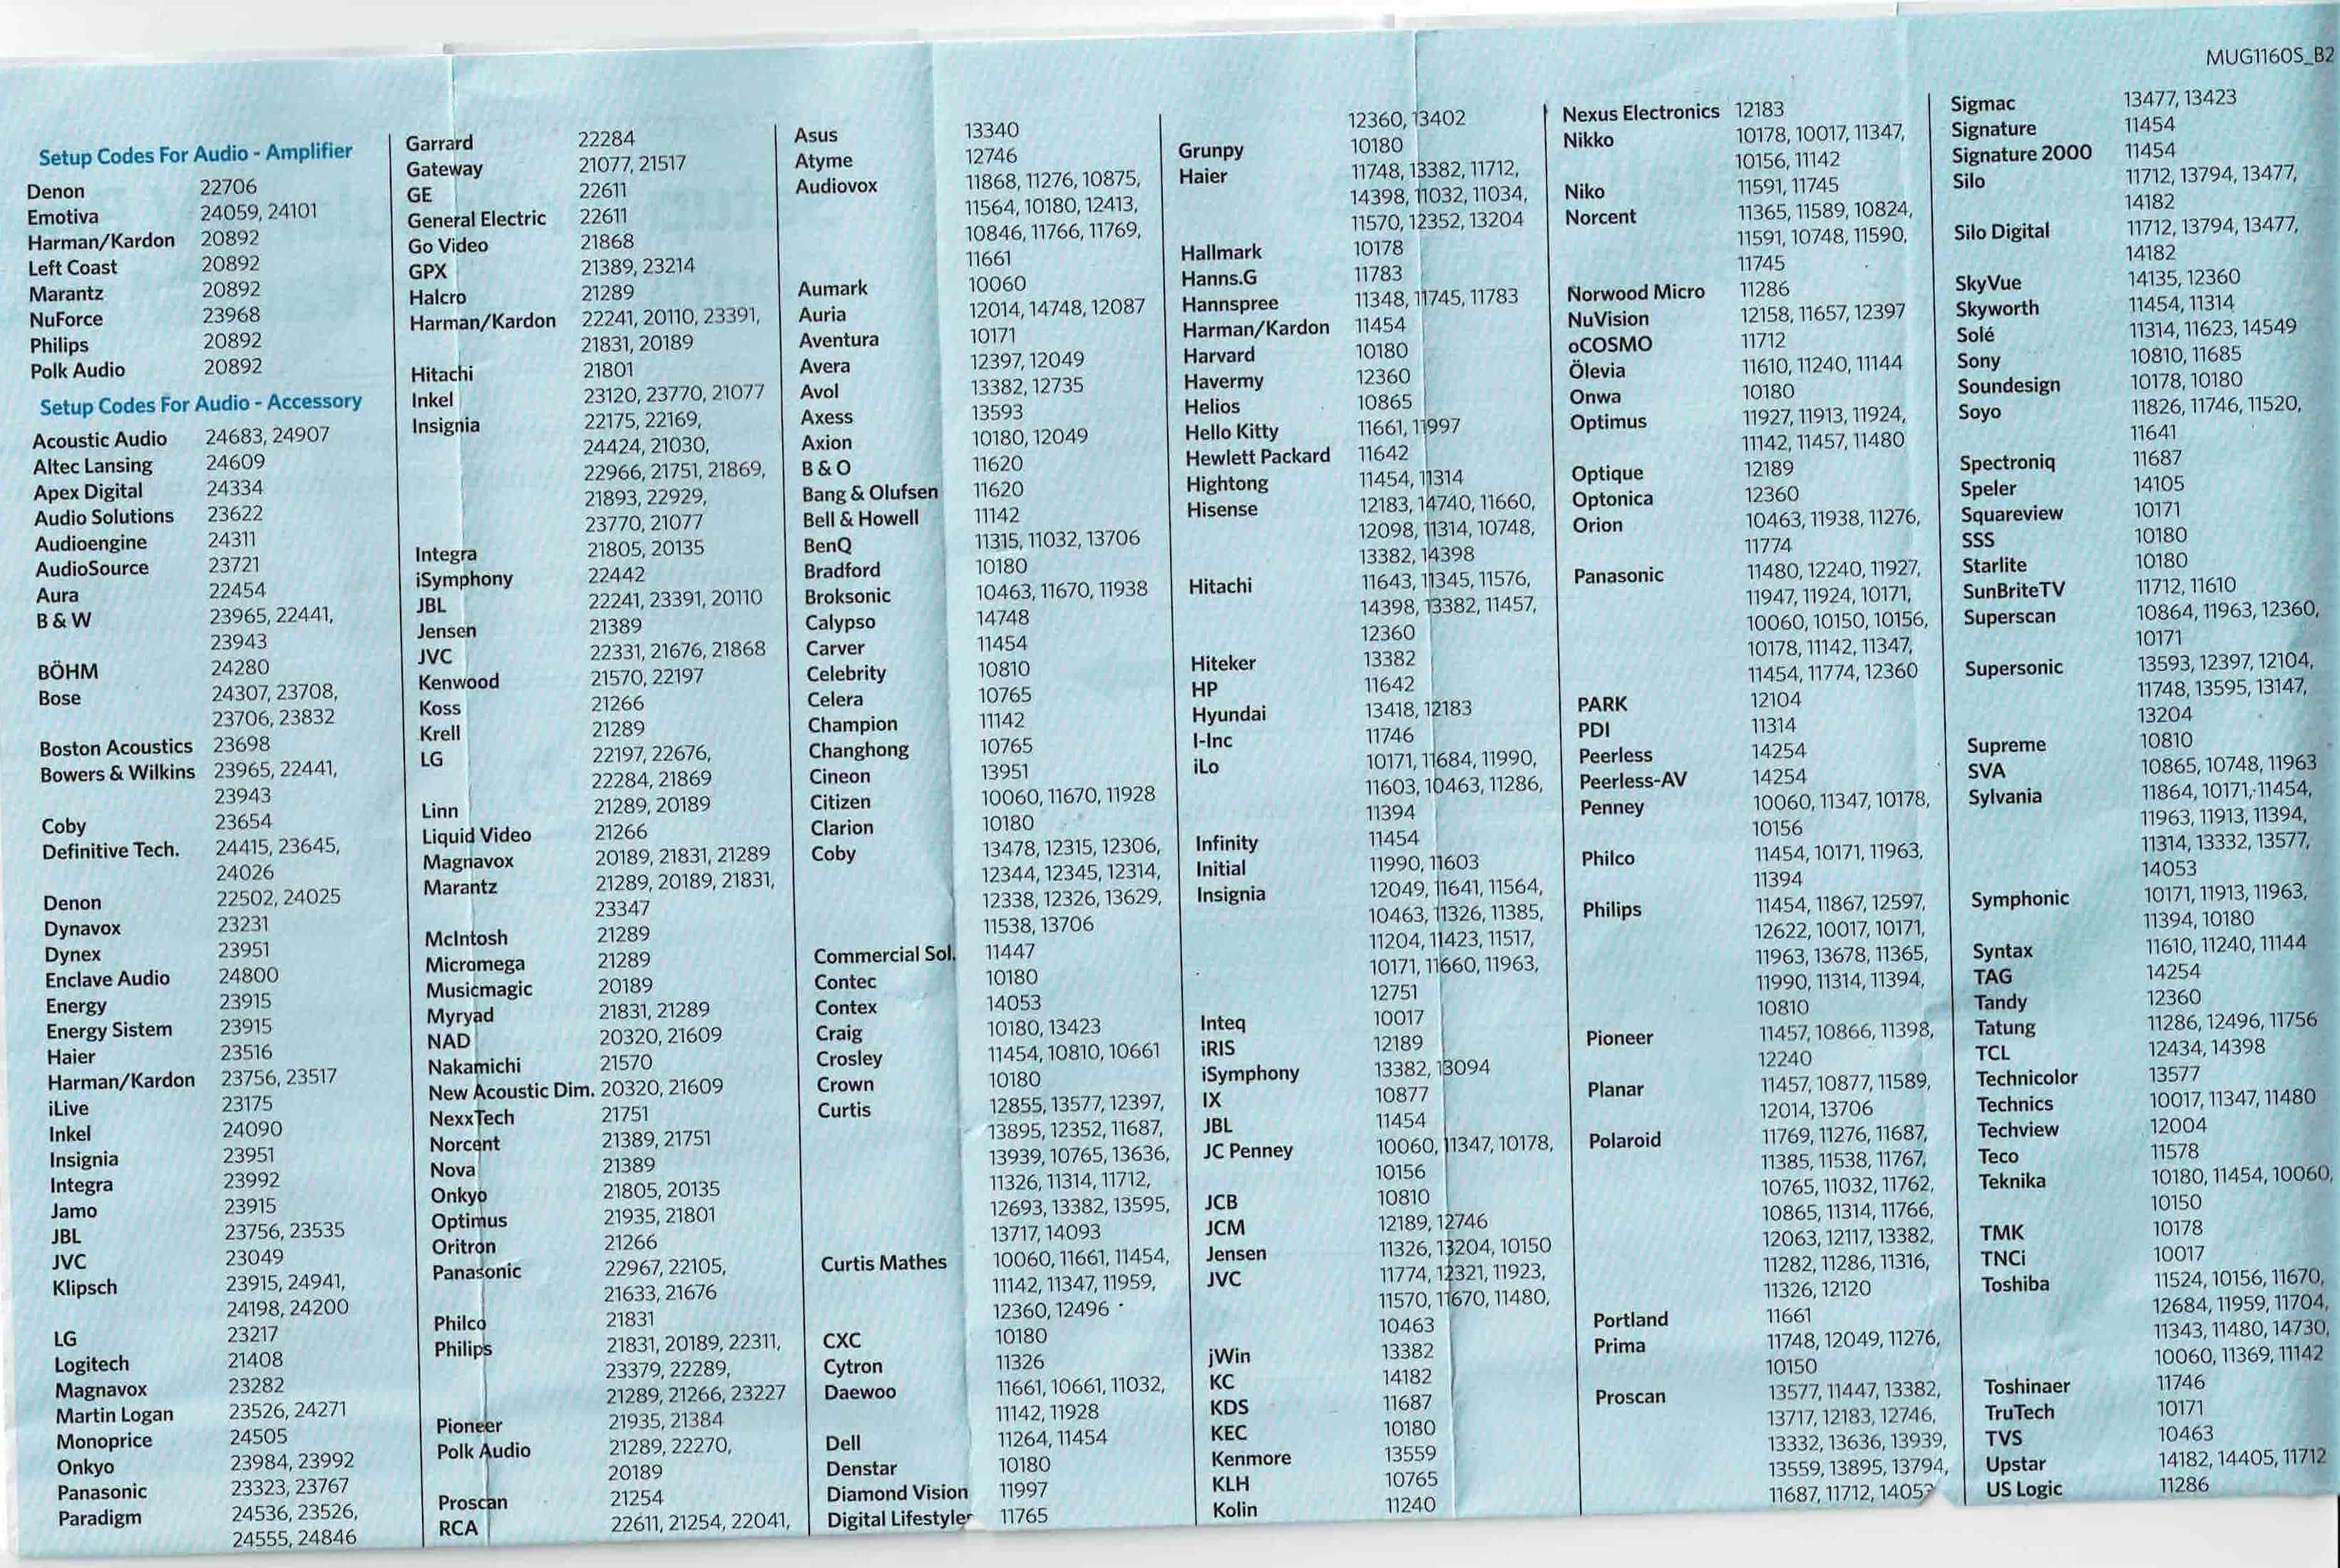 MUG1160S_B2
Setup Codes For Audio - Amplifier
Denon 22706
Emotiva 24059, 24101
Harman/Kardon 20892
Left Coast 20892
Marantz 20892
NuForce 23968
Philips 20892
Polk Audio 20892
Setup Codes For Audio - Accessory
Acoustic Audio 24683, 24907
Altec Lansing 24609
Apex Digital 24334
Audio Solutions 23622
Audioengine 24311
AudioSource 23721
Aura 22454
B & W 23965, 22441,
23943
BÖHM 24280
Bose 24307, 23708,
23706, 23832
Boston Acoustics 23698
Bowers & Wilkins 23965, 22441,
23943
Coby 23654
Definitive Tech. 24415, 23645,
24026
Denon 22502, 24025
Dynavox 23231
Dynex 23951
Enclave Audio 24800
Energy 23915
Energy Sistem 23915
Haier 23516
Harman/Kardon 23756, 23517
iLive 23175
Inkel 24090
Insignia 23951
Integra 23992
Jamo 23915
JBL 23756, 23535
JVC 23049
Klipsch 23915, 24941,
24198, 24200
LG 23217
Logitech 21408
Magnavox 23282
Martin Logan 23526, 24271
Monoprice 24505
Onkyo 23984, 23992
Panasonic 23323, 23767
Paradigm 24536, 23526,
24555, 24846
Garrard 22284
Gateway 21077, 21517
GE 22611
General Electric 22611
Go Video 21868
GPX 21389, 23214
Halcro 21289
Harman/Kardon 22241, 20110, 23391,
21831, 20189
Hitachi 21801
Inkel 23120, 23770, 21077
Insignia 22175, 22169,
24424, 21030,
22966, 21751, 21869,
21893, 22929,
23770, 21077
Integra 21805, 20135
iSymphony 22442
JBL 22241, 23391, 20110
Jensen 21389
JVC 22331, 21676, 21868
Kenwood 21570, 22197
Koss 21266
Krell 21289
LG 22197, 22676,
22284, 21869
Linn 21289, 20189
Liquid Video 21266
Magnavox 20189, 21831, 21289
Marantz 21289, 20189, 21831,
23347
McIntosh 21289
Micromega 21289
Musicmagic 20189
Myryad 21831, 21289
NAD 20320, 21609
Nakamichi 21570
New Acoustic Dim. 20320, 21609
NexxTech 21751
Norcent 21389, 21751
Nova 21389
Onkyo 21805, 20135
Optimus 21935, 21801
Oritron 21266
Panasonic 22967, 22105,
21633, 21676
Philco 21831
Philips 21831, 20189, 22311,
23379, 22289,
21289, 21266, 23227
Pioneer 21935, 21384
Polk Audio 21289, 22270,
20189
Proscan 21254
RCA 22611, 21254, 22041,
Asus 13340
Atyme 12746
Audiovox 11868, 11276, 10875,
11564, 10180, 12413,
10846, 11766, 11769,
11661
Aumark 10060
Auria 12014, 14748, 12087
Aventura 10171
Avera 12397, 12049
Avol 13382, 12735
Axess 13593
Axion 10180, 12049
B & O 11620
Bang & Olufsen 11620
Bell & Howell 11142
BenQ 11315, 11032, 13706
Bradford 10180
Broksonic 10463, 11670, 11938
Calypso 14748
Carver 11454
Celebrity 10810
Celera 10765
Champion 11142
Changhong 10765
Cineon 13951
Citizen 10060, 11670, 11928
Clarion 10180
Coby 13478, 12315, 12306,
12344, 12345, 12314,
12338, 12326, 13629,
11538, 13706
Commercial Sol. 11447
Contec 10180
Contex 14053
Craig 10180, 13423
Crosley 11454, 10810, 10661
Crown 10180
Curtis 12855, 13577, 12397,
13895, 12352, 11687,
13939, 10765, 13636,
11326, 11314, 11712,
12693, 13382, 13595,
13717, 14093
Curtis Mathes 10060, 11661, 11454,
11142, 11347, 11959,
12360, 12496
CXC 10180
Cytron 11326
Daewoo 11661, 10661, 11032,
11142, 11928
Dell 11264, 11454
Denstar 10180
Diamond Vision 11997
Digital Lifestyler 11765
12360, 13402
Grunpy 10180
Haier 11748, 13382, 11712,
14398, 11032, 11034,
11570, 12352, 13204
Hallmark 10178
Hanns.G 11783
Hannspree 11348, 11745, 11783
Harman/Kardon 11454
Harvard 10180
Havermy 12360
Helios 10865
Hello Kitty 11661, 11997
Hewlett Packard 11642
Hightong 11454, 11314
Hisense 12183, 14740, 11660,
12098, 11314, 10748,
13382, 14398
Hitachi 11643, 11345, 11576,
14398, 13382, 11457,
12360
Hiteker 13382
HP 11642
Hyundai 13418, 12183
I-Inc 11746
iLo 10171, 11684, 11990,
11603, 10463, 11286,
11394
Infinity 11454
Initial 11990, 11603
Insignia 12049, 11641, 11564,
10463, 11326, 11385,
11204, 11423, 11517,
10171, 11660, 11963,
12751
Inteq 10017
iRIS 12189
iSymphony 13382, 13094
IX 10877
JBL 11454
JC Penney 10060, 11347, 10178,
10156
JCB 10810
JCM 12189, 12746
Jensen 11326, 13204, 10150
JVC 11774, 12321, 11923,
11570, 11670, 11480,
10463
jWin 13382
KC 14182
KDS 11687
KEC 10180
Kenmore 13559
KLH 10765
Kolin 11240
Nexus Electronics 12183
Nikko 10178, 10017, 11347,
10156, 11142
Niko 11591, 11745
Norcent 11365, 11589, 10824,
11591, 10748, 11590,
11745
Norwood Micro 11286
NuVision 12158, 11657, 12397
oCOSMO 11712
Ölevia 11610, 11240, 11144
Onwa 10180
Optimus 11927, 11913, 11924,
11142, 11457, 11480
Optique 12189
Optonica 12360
Orion 10463, 11938, 11276,
11774
Panasonic 11480, 12240, 11927,
11947, 11924, 10171,
10060, 10150, 10156,
10178, 11142, 11347,
11454, 11774, 12360
PARK 12104
PDI 11314
Peerless 14254
Peerless-AV 14254
Penney 10060, 11347, 10178,
10156
Philco 11454, 10171, 11963,
11394
Philips 11454, 11867, 12597,
12622, 10017, 10171,
11963, 13678, 11365,
11990, 11314, 11394,
10810
Pioneer 11457, 10866, 11398,
12240
Planar 11457, 10877, 11589,
12014, 13706
Polaroid 11769, 11276, 11687,
11385, 11538, 11767,
10765, 11032, 11762,
10865, 11314, 11766,
12063, 12117, 13382,
11282, 11286, 11316,
11326, 12120
Portland 11661
Prima 11748, 12049, 11276,
10150
Proscan 13577, 11447, 13382,
13717, 12183, 12746,
13332, 13636, 13939,
13559, 13895, 13794,
11687, 11712,
Sigmac 13477, 13423
Signature 11454
Signature 2000 11454
Silo 11712, 13794, 13477,
14182
Silo Digital 11712, 13794, 13477,
14182
SkyVue 14135, 12360
Skyworth 11454, 11314
Solé 11314, 11623, 14549
Sony 10810, 11685
Soundesign 10178, 10180
Soyo 11826, 11746, 11520,
11641
Spectroniq 11687
Speler 14105
Squareview 10171
SSS 10180
Starlite 10180
SunBriteTV 11712, 11610
Superscan 10864, 11963, 12360,
10171
Supersonic 13593, 12397, 12104,
11748, 13595, 13147,
13204
Supreme 10810
SVA 10865, 10748, 11963
Sylvania 11864, 10171, 11454,
11963, 11913, 11394,
11314, 13332, 13577,
14053
Symphonic 10171, 11913, 11963,
11394, 10180
Syntax 11610, 11240, 11144
TAG 14254
Tandy 12360
Tatung 11286, 12496, 11756
TCL 12434, 14398
Technicolor 13577
Technics 10017, 11347, 11480
Techview 12004
Teco 11578
Teknika 10180, 11454, 10060,
10150
TMK 10178
TNCi 10017
Toshiba 11524, 10156, 11670,
12684, 11959, 11704,
11343, 11480, 14730,
10060, 11369, 11142
Toshinaer 11746
TruTech 10171
TVS 10463
Upstar 14182, 14405, 11712
US Logic 11286